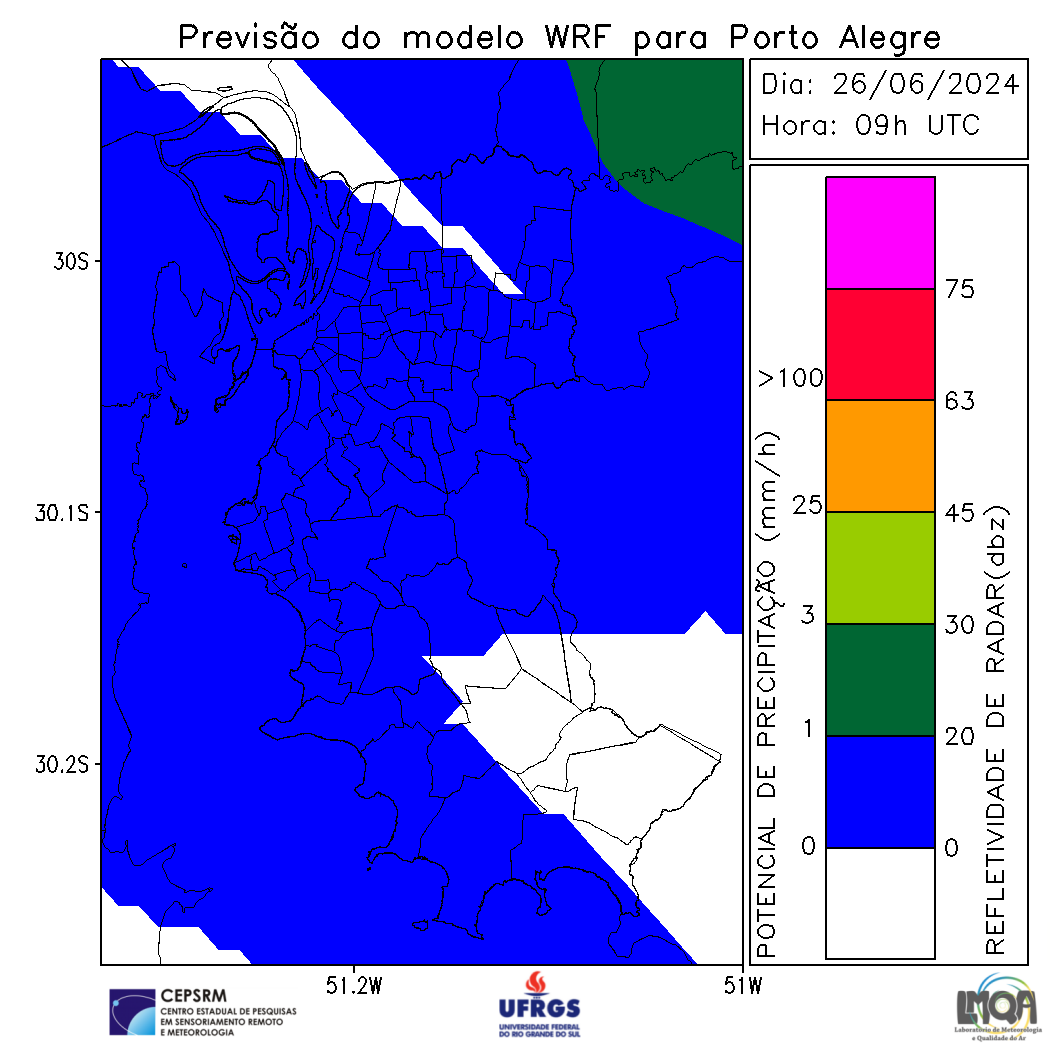 Previsão do modelo WRF para Porto Alegre
Dia: 26/06/2024
Hora: 09h UTC
30S
30.1S
30.2S
51.2W
51W
POTENCIAL DE PRECIPITAÇÃO (mm/h)
>100
25
3
1
0
75
63
45
30
20
0
REFLETIVIDADE DE RADAR(dbz)
CEPSRM
CENTRO ESTADUAL DE PESQUISAS
EM SENSORIAMENTO REMOTO
E METEOROLOGIA
UFRGS
UNIVERSIDADE FEDERAL
DO RIO GRANDE DO SUL
LMQA
Laboratório de Meteorologia
e Qualidade do Ar